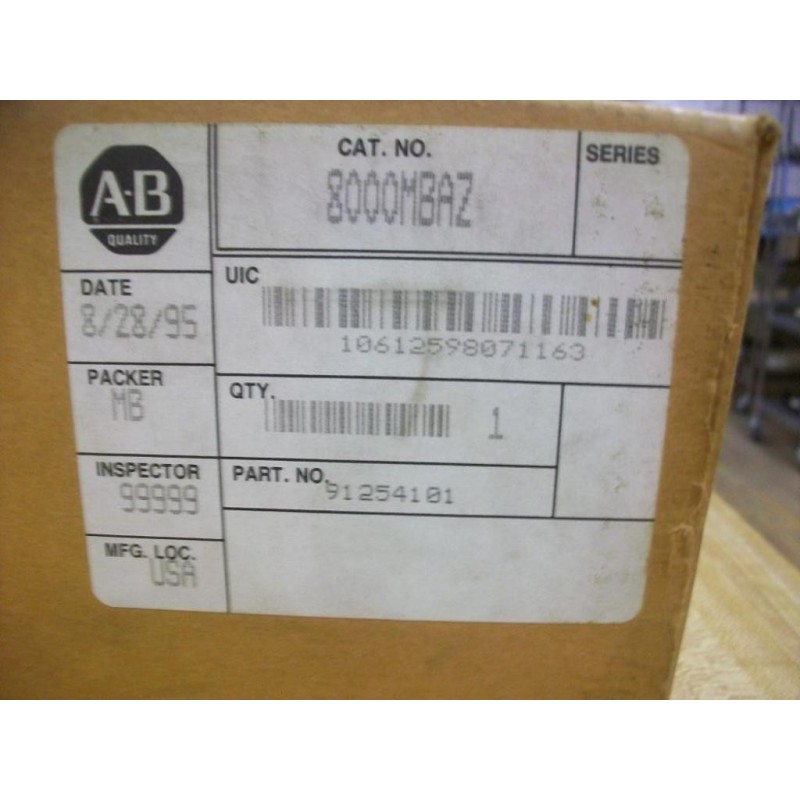 A-B
QUALITY
CAT. NO.
8000MBAZ
SERIES
DATE
8/28/95
UIC
10612598071163
PACKER
MB
QTY.
1
INSPECTOR
99999
PART. NO.
91254101
MFG. LOC.
USA